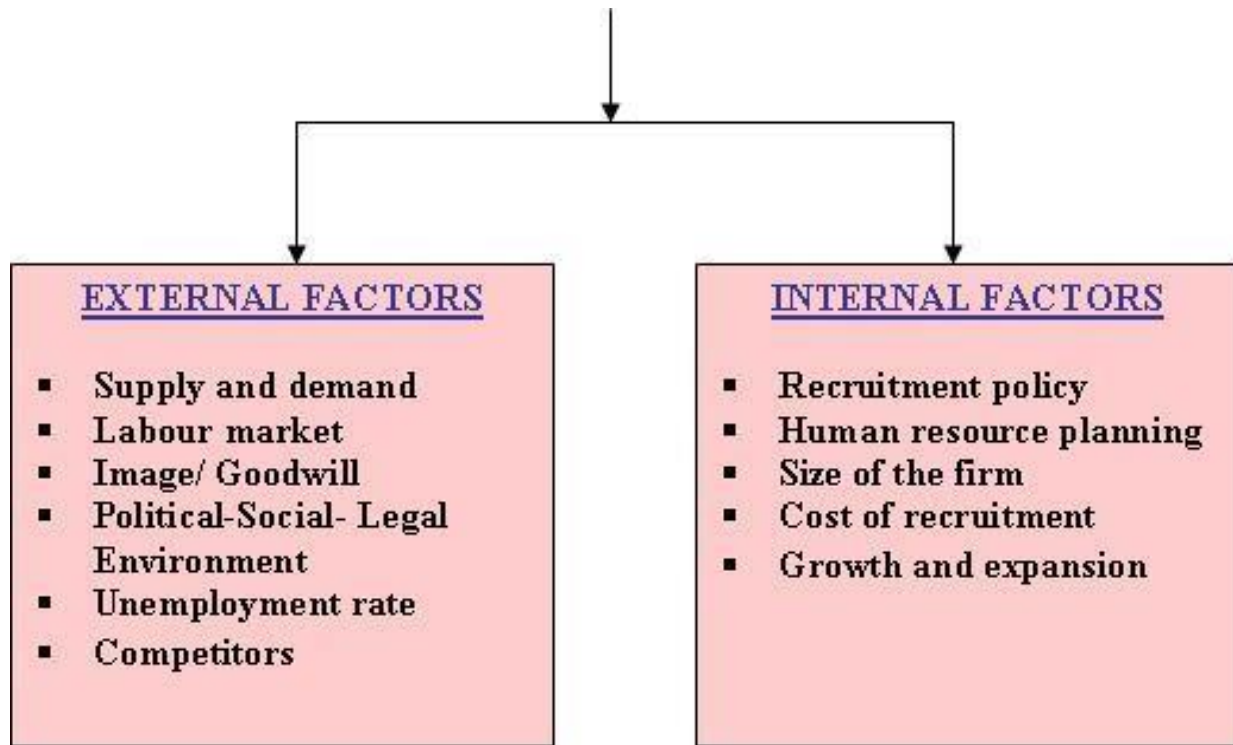 EXTERNAL FACTORS
▪ Supply and demand
▪ Labour market
▪ Image/ Goodwill
▪ Political-Social- Legal
Environment
▪ Unemployment rate
▪ Competitors
INTERNAL FACTORS
▪ Recruitment policy
▪ Human resource planning
▪ Size of the firm
▪ Cost of recruitment
▪ Growth and expansion